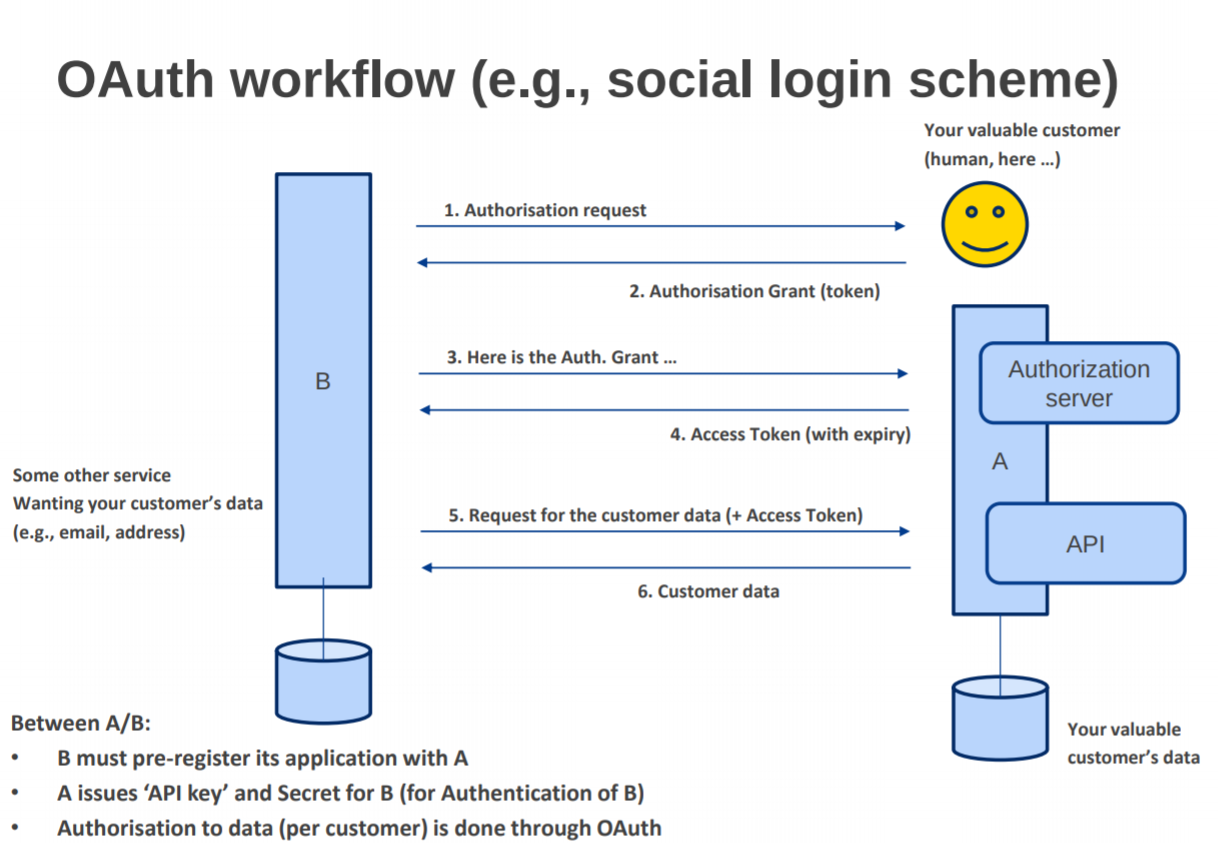 OAuth workflow (e.g., social login scheme)
Your valuable customer
(human, here ...)
1. Authorisation request
2. Authorisation Grant (token)
3. Here is the Auth. Grant ...
B
Authorization
server
4. Access Token (with expiry)
A
Some other service
Wanting your customer’s data
(e.g., email, address)
5. Request for the customer data (+ Access Token)
API
6. Customer data
Your valuable
customer’s data
Between A/B:
• B must pre-register its application with A
• A issues ‘API key’ and Secret for B (for Authentication of B)
• Authorisation to data (per customer) is done through OAuth